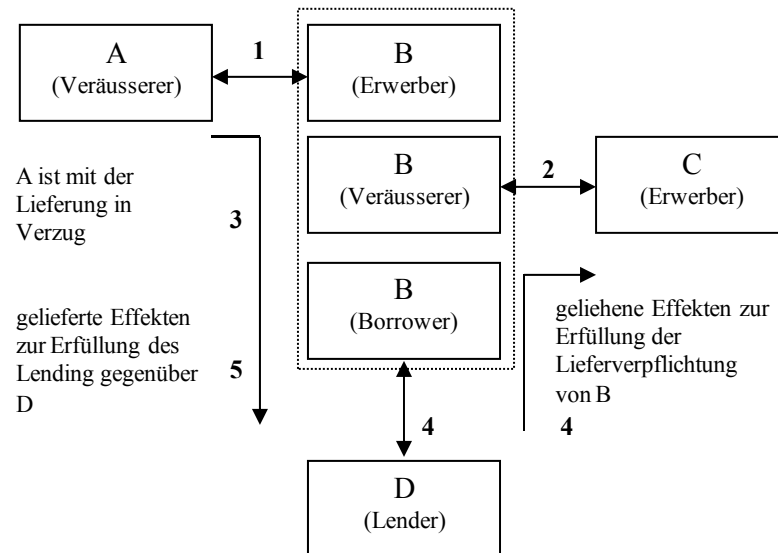 A
(Veräusserer)
1
B
(Erwerber)
B
(Veräusserer)
2
C
(Erwerber)
A ist mit der
Lieferung in
Verzug
3
B
(Borrower)
gelieferte Effekten
zur Erfüllung des
Lending gegenüber
D
5
geliehene Effekten zur
Erfüllung der
Lieferverpflichtung
von B
4
4
D
(Lender)